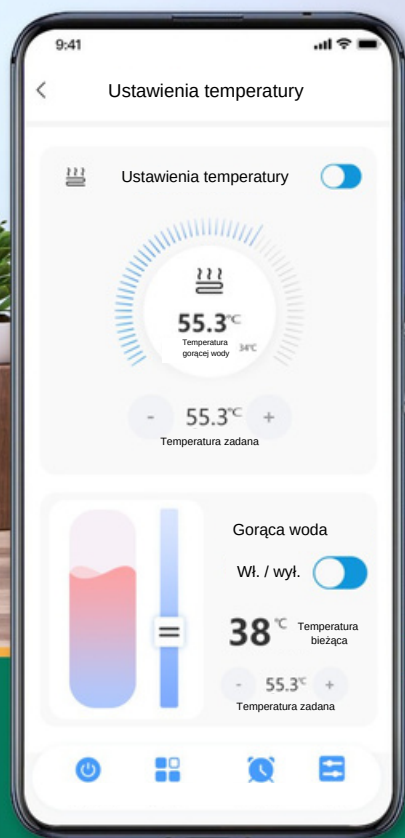 9:41
Ustawienia temperatury
Ustawienia temperatury
55.3℃
Temperatura
gorącej wody
34℃
- 55.3℃ +
Temperatura zadana
Gorąca woda
Wł. / wył.
38℃
Temperatura
bieżąca
- 55.3℃ +
Temperatura zadana